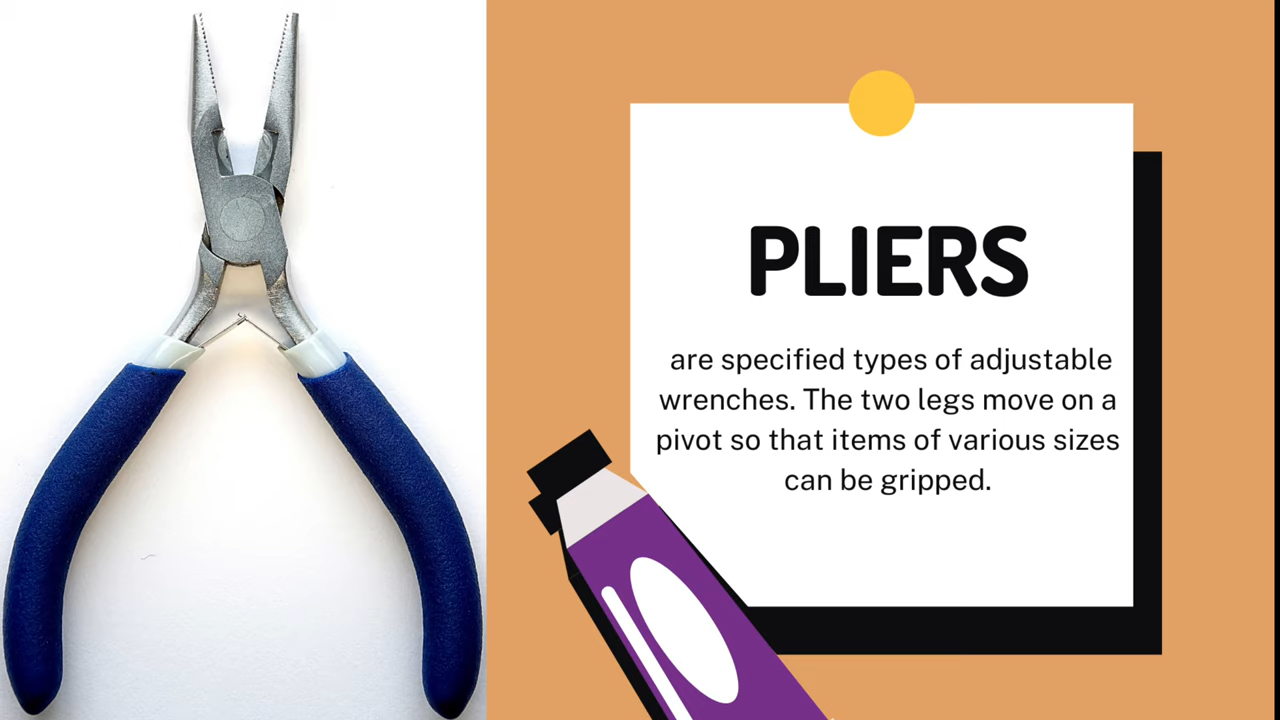 PLIERS
are specified types of adjustable
wrenches. The two legs move on a
pivot so that items of various sizes
can be gripped.